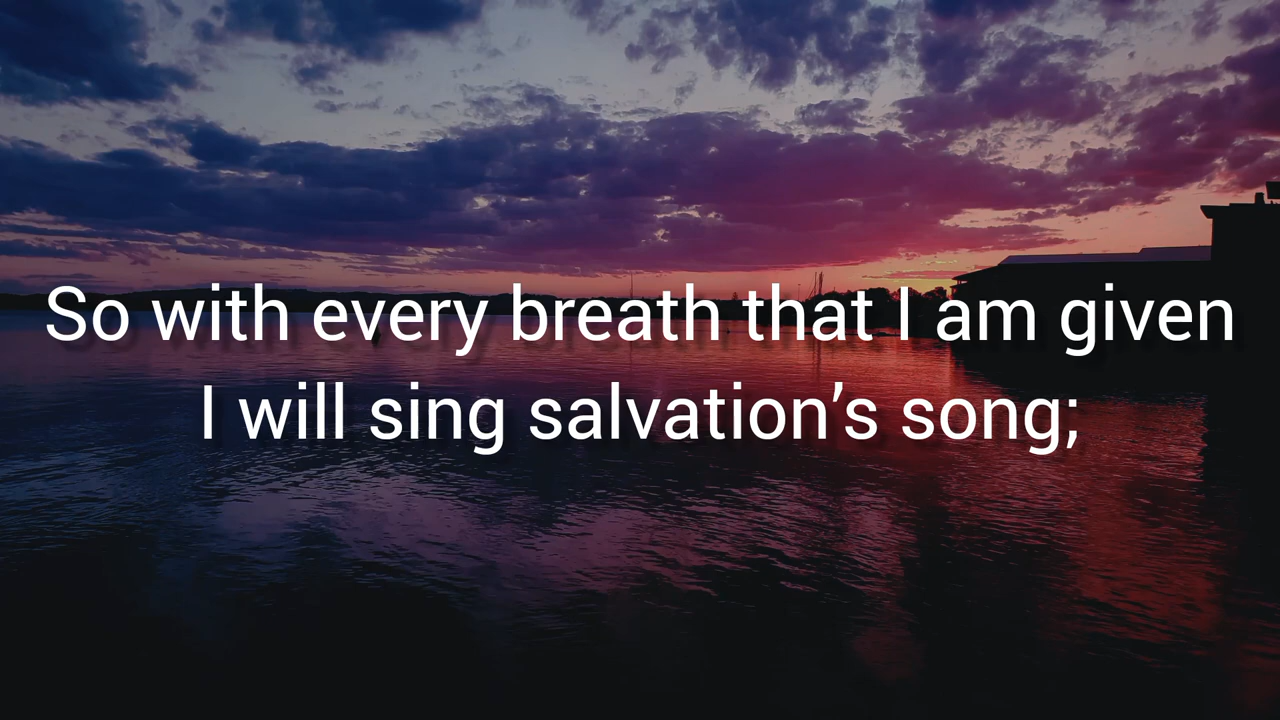 So with every breath that I am given
I will sing salvation’s song;